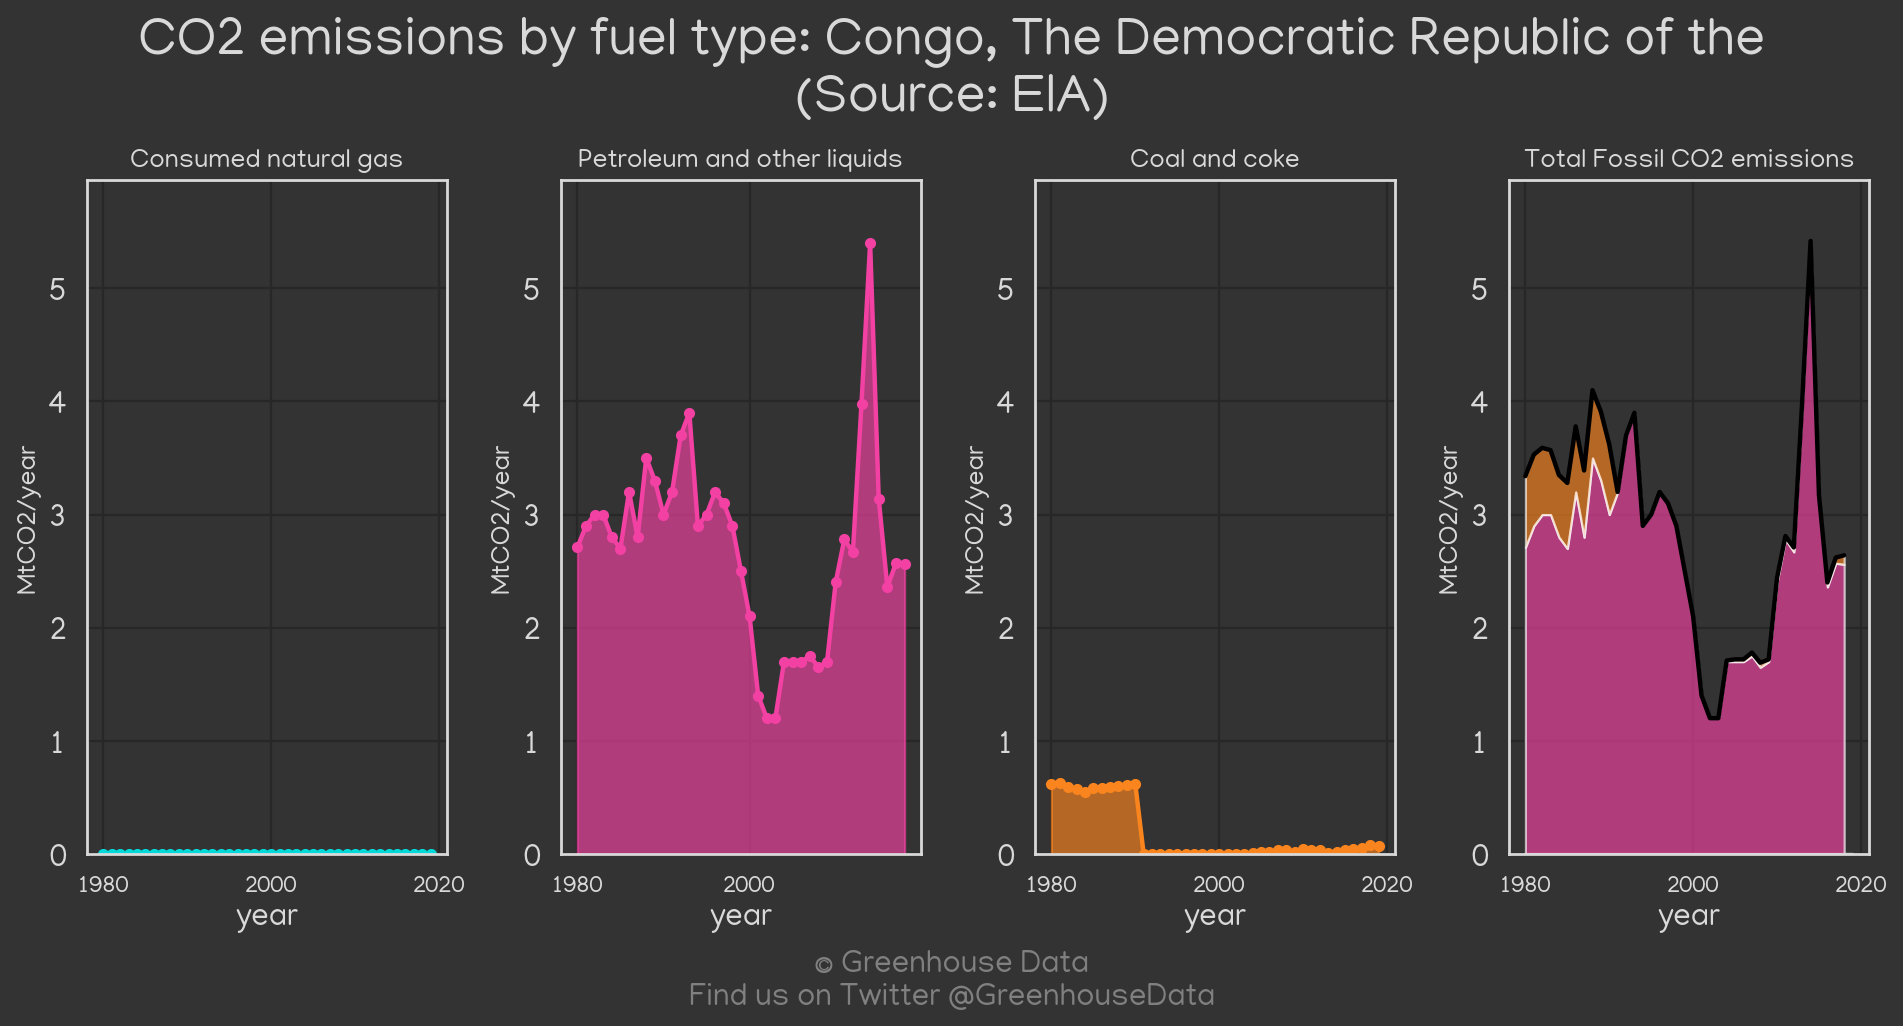 CO2 emissions by fuel type: Congo, The Democratic Republic of the
(Source: EIA)
Consumed natural gas
Petroleum and other liquids
Coal and coke
Total Fossil CO2 emissions
MtCO2/year
5
4
3
2
1
0
1980 2000 2020
year
MtCO2/year
5
4
3
2
1
0
1980 2000
year
MtCO2/year
5
4
3
2
1
0
1980 2000 2020
year
MtCO2/year
5
4
3
2
1
0
1980 2000 2020
year
© Greenhouse Data
Find us on Twitter @GreenhouseData